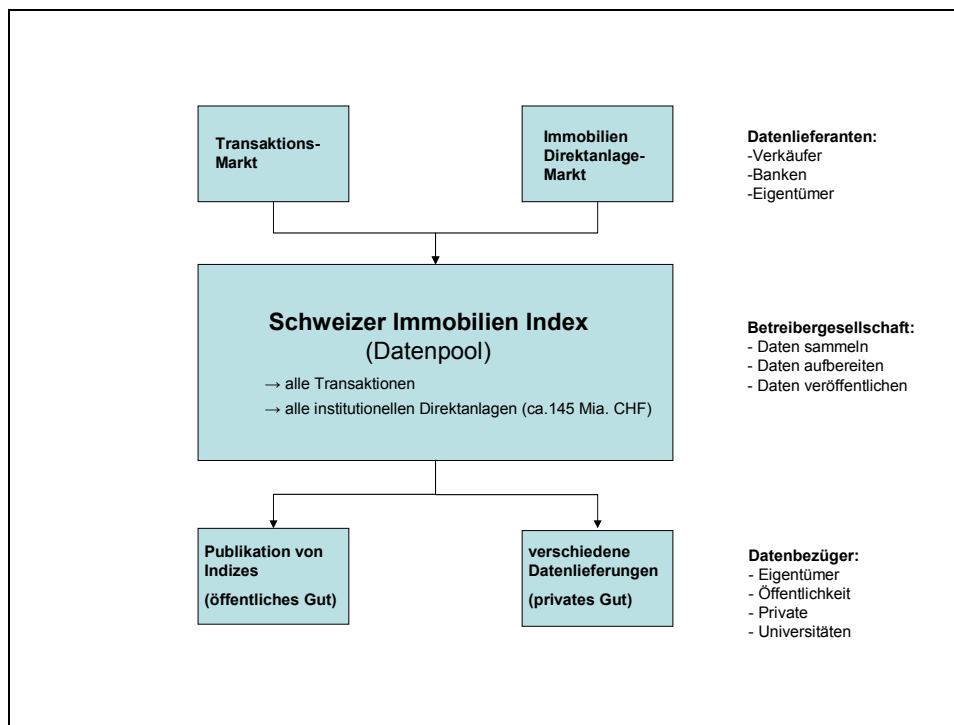 Transaktions-
Markt
Immobilien
Direktanlage-
Markt
Datenlieferanten:
-Verkäufer
-Banken
-Eigentümer
Schweizer Immobilien Index
(Datenpool)
→ alle Transaktionen
→ alle institutionellen Direktanlagen (ca.145 Mia. CHF)
Betreibergesellschaft:
- Daten sammeln
- Daten aufbereiten
- Daten veröffentlichen
Publikation von
Indizes
(öffentliches Gut)
verschiedene
Datenlieferungen
(privates Gut)
Datenbezüger:
- Eigentümer
- Öffentlichkeit
- Private
- Universitäten